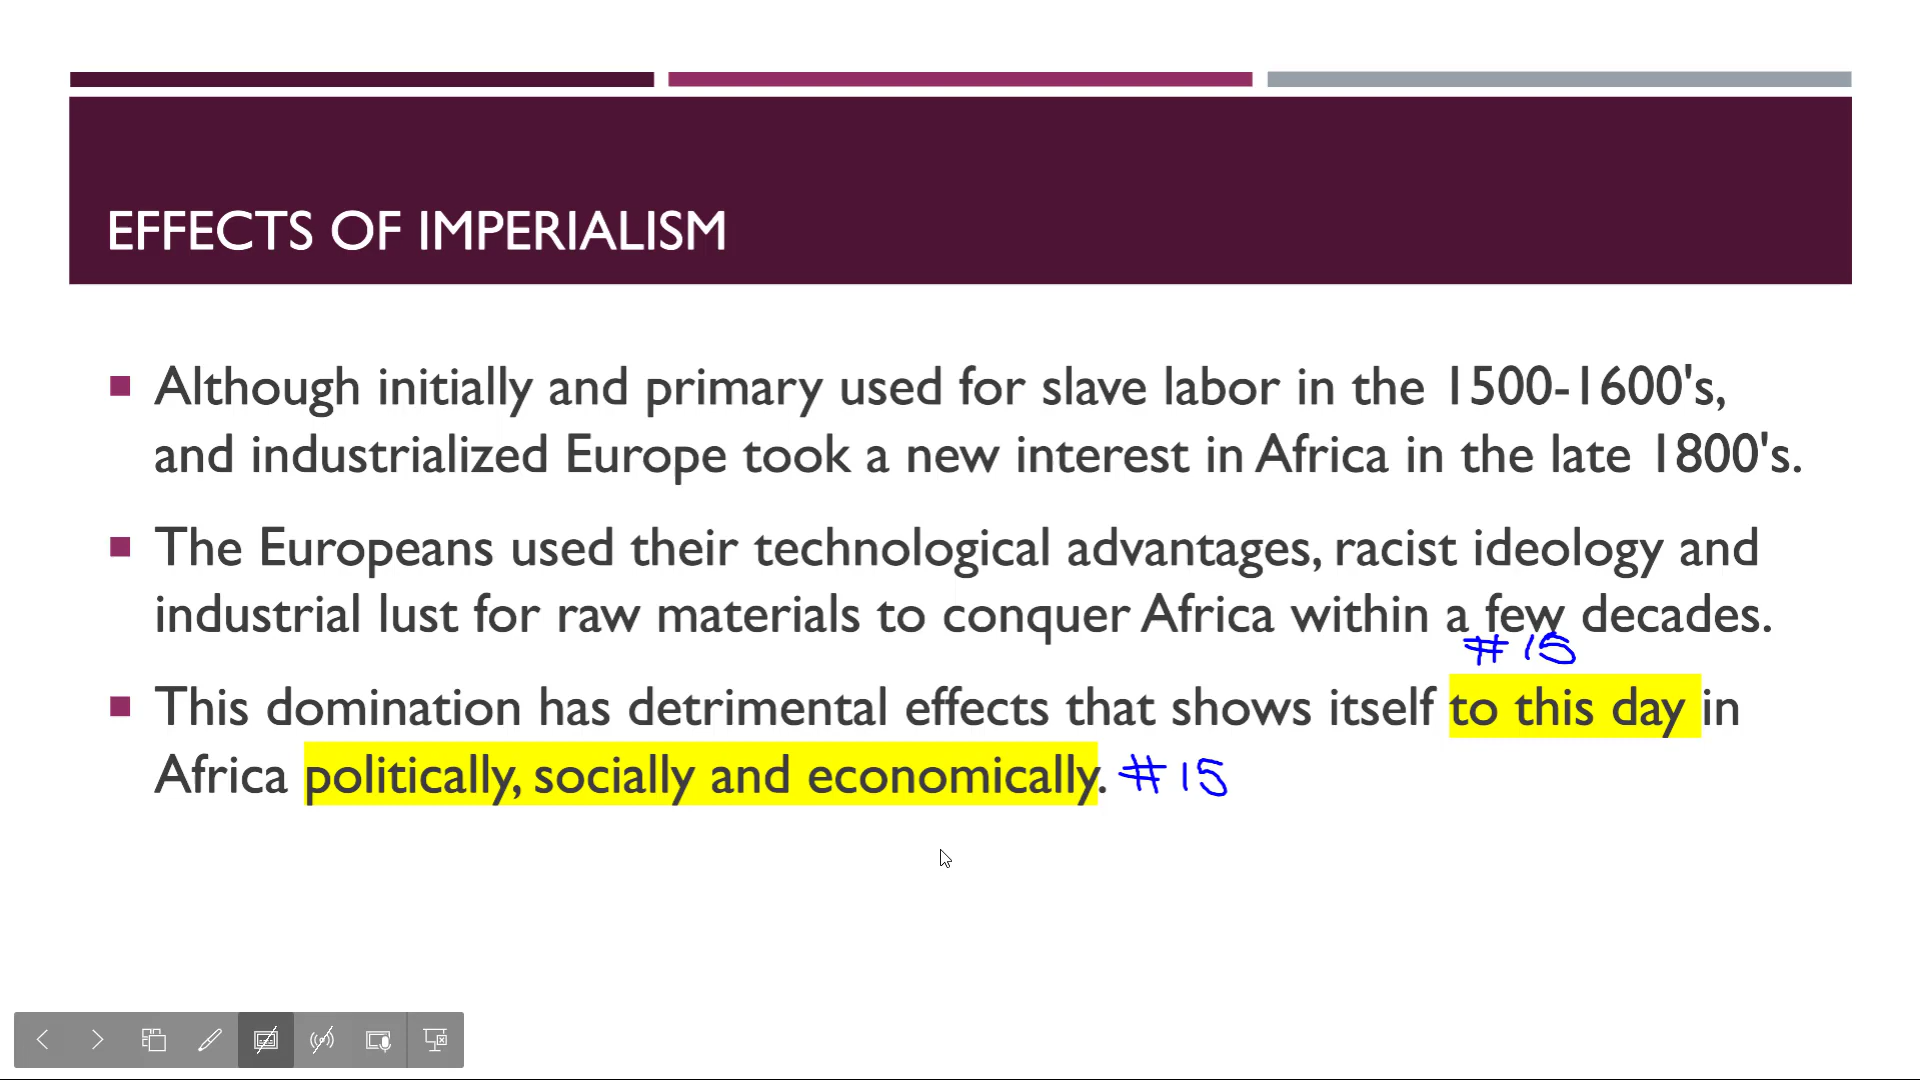 EFFECTS OF IMPERIALISM
Although initially and primary used for slave labor in the 1500-1600's,
and industrialized Europe took a new interest in Africa in the late 1800's.
The Europeans used their technological advantages, racist ideology and
industrial lust for raw materials to conquer Africa within a few decades.
#15
This domination has detrimental effects that shows itself to this day in
Africa politically, socially and economically. #15